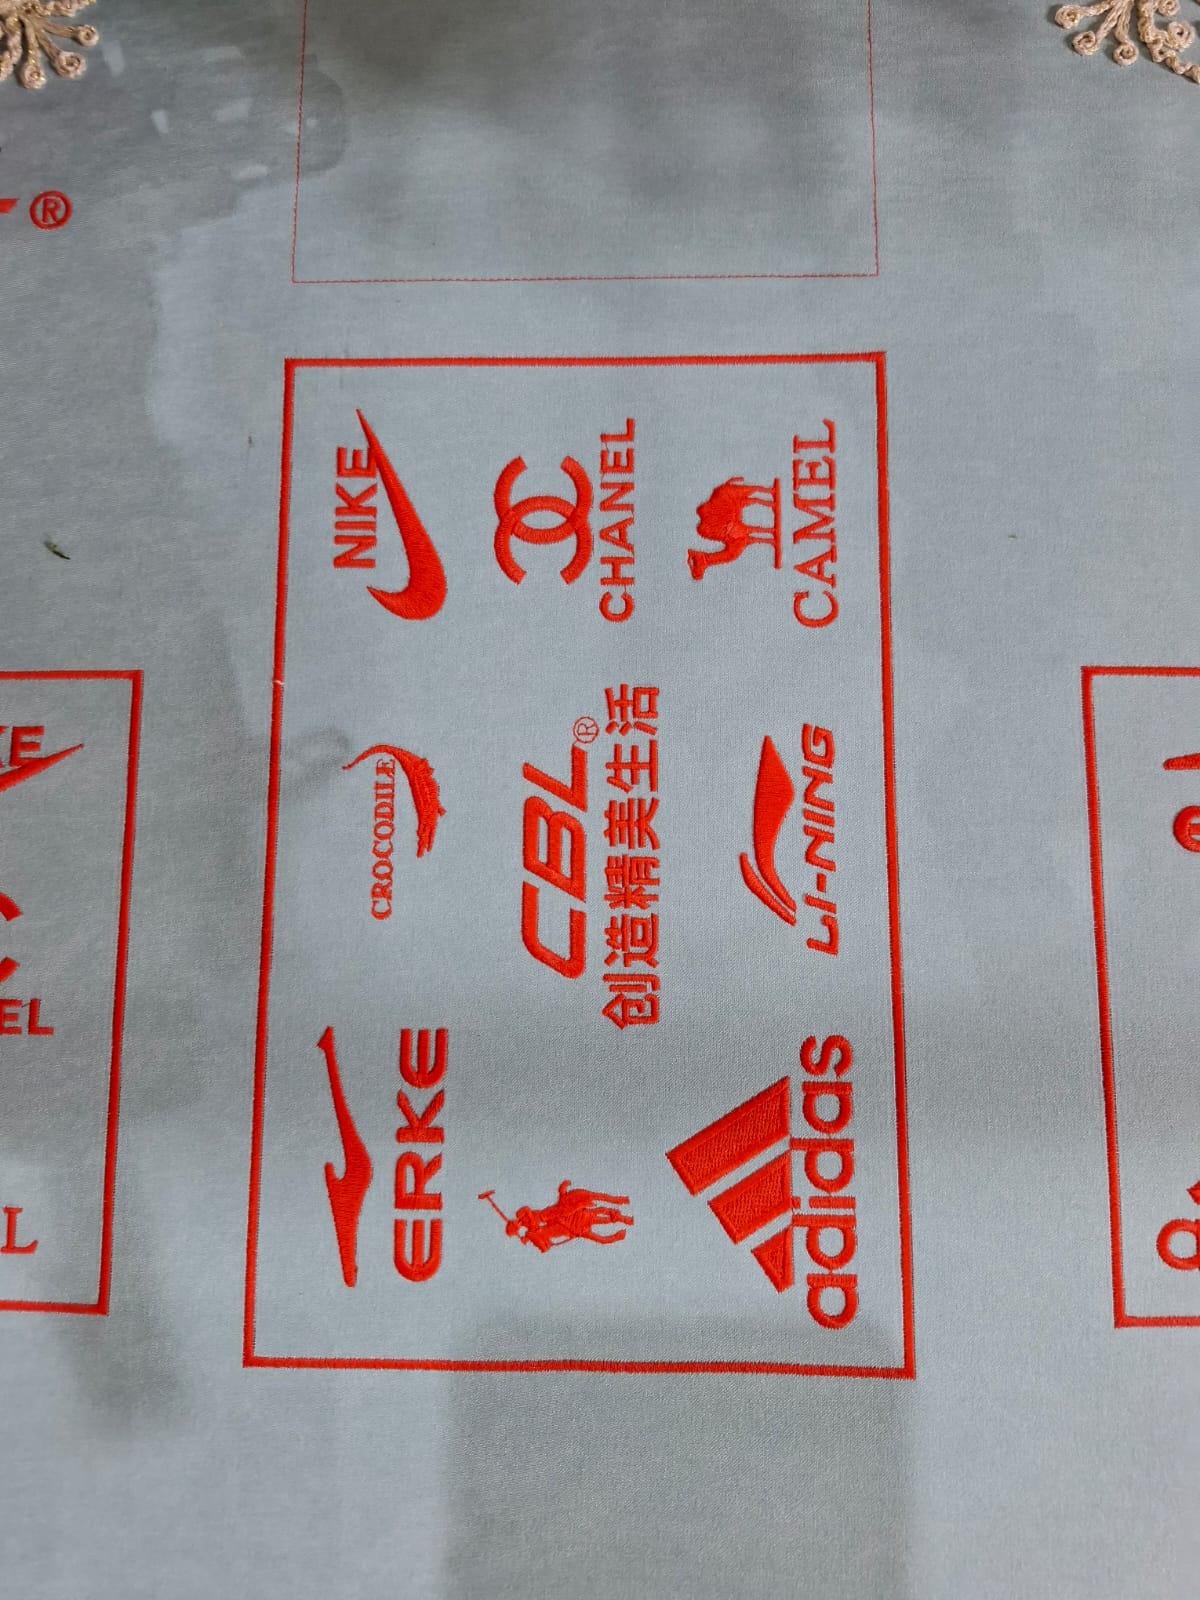 ERKE
CROCODILE
NIKE
CBL®
创造精美生活
CHANEL
adidas
LI-NING
CAMEL